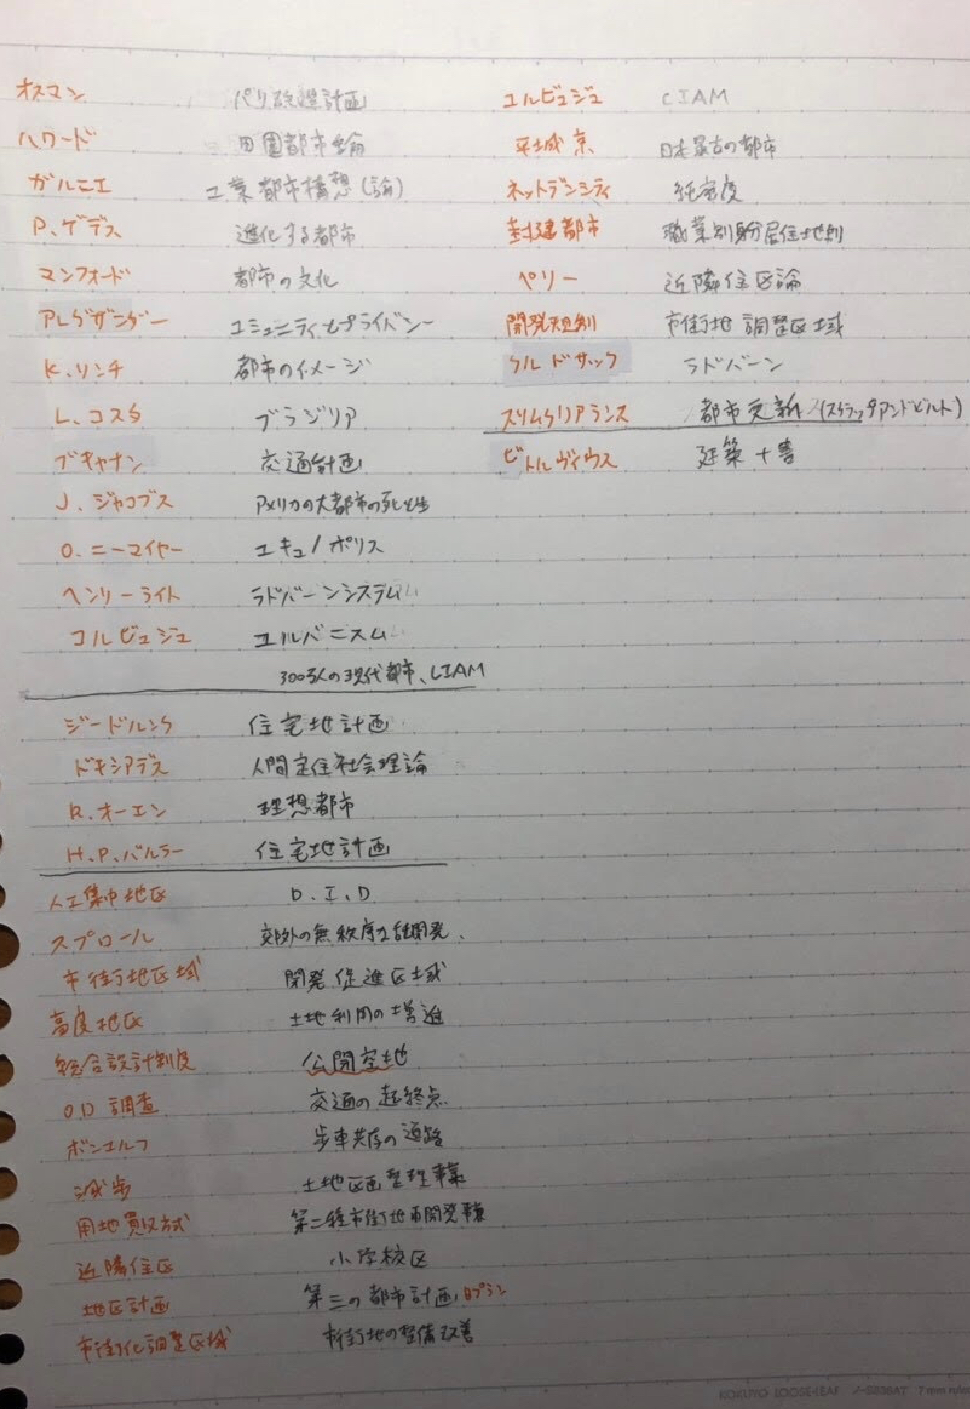 オスマン パリ改造計画
ハワード 田園都市論
ガルニエ 工業都市構想(論)
P.ゲデス 進化する都市
マンフォード 都市の文化
アレグザンダー コミュニティとプライバシー
K.リンチ 都市のイメージ
L.コスタ ブラジリア
ブキャナン 交通計画
J.ジャコブス アメリカの大都市の死と生
O.ニーマイヤー エキュノポリス
ヘンリーライト ラドバーンシステム
コルビュジュ ユルバニスム
300万人の現代都市、CIAM
ジードルング 住宅地計画
ドキシアデス 人間定住社会理論
R.オーエン 理想都市
H.P.バルラー 住宅地計画
人工集中地区 D.I.D
スプロール 郊外の無秩序な
市街地区域 開発促進区域
高度地区 土地利用の増進
総合設計制度 公開空地
OD調査 交通の起終点
ボンエルフ 歩車共存の道路
減歩 土地区画整理事業
用地買収方式 第二種市街地再開発事業
近隣住区 小学校区
地区計画 第三の都市計画 Bプラン
市街化調整区域 市街地の整備改善
コルビュジュ CIAM
平城京 日本最古の都市
ネットデンシティ 純密度
封建都市 職業別身分居住地
ペリー 近隣住区論
開発規制 市街地調整区域
クルドサック ラドバーン
スリムクリアランス 都市更新(スクラップアンドビルト)
ビトルヴィウス 建築十書
KOKUYO LOOSE-LEAF